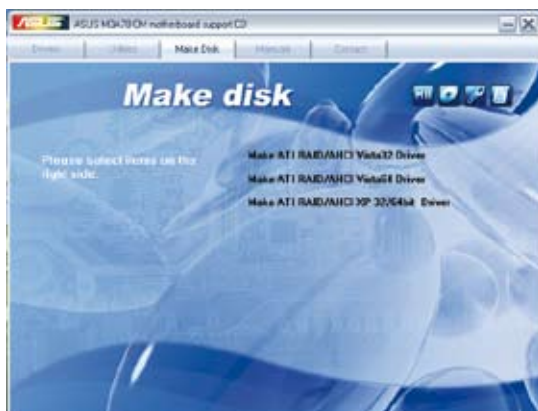 ASUS M3A78-CM motherboard support CD
Drivers Utilities Make Disk Manuals Contact
Make disk
Please select items on the
right side.
Make ATI RAID/AHCI Vista32 Driver
Make ATI RAID/AHCI Vista64 Driver
Make ATI RAID/AHCI XP 32/64bit Driver